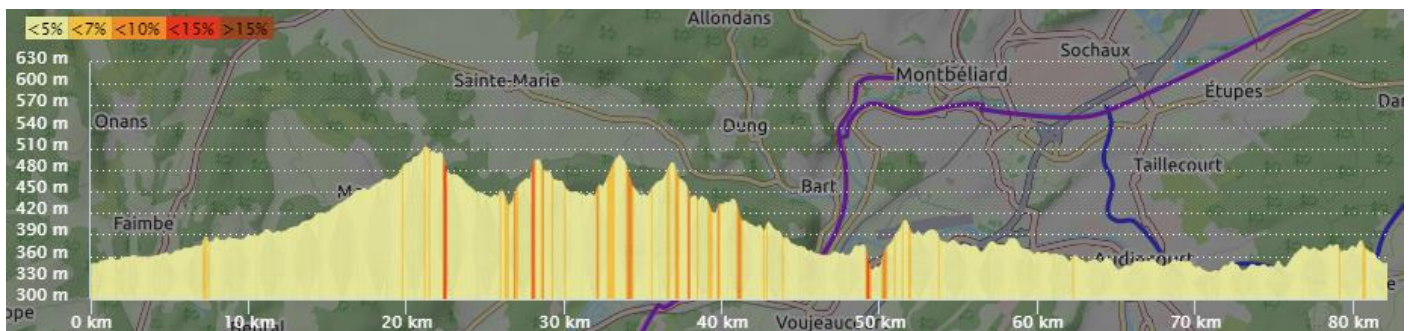 <5% <7% <10% <15% >15%
Allondans
Sochaux
630 m
600 m
570 m
540 m
510 m
480 m
450 m
420 m
390 m
360 m
330 m
300 m
Sainte-Marie
Montbéliard
Étupes
Onans
Dung
Taillecourt
Bart
Faimbe
Audincourt
Voujeaucourt
0 km 10 km 20 km 30 km 40 km 50 km 60 km 70 km 80 km